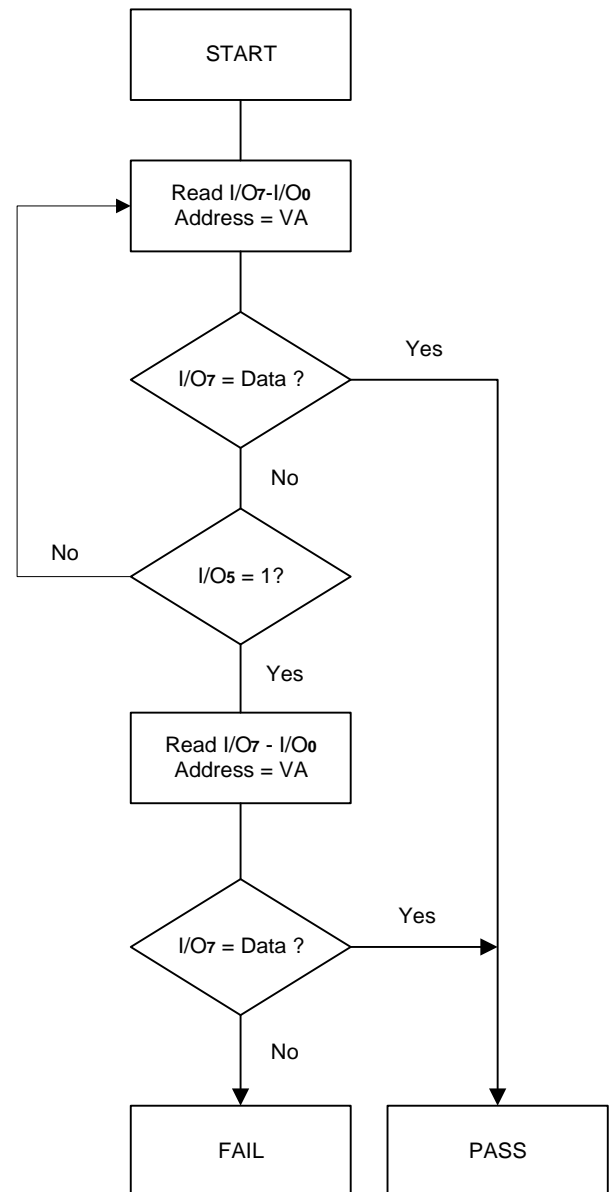 START
Read I/O7-I/O0
Address = VA
I/O7 = Data ?
Yes
No
I/O5 = 1?
No
Yes
Read I/O7 - I/O0
Address = VA
I/O7 = Data ?
Yes
No
FAIL
PASS